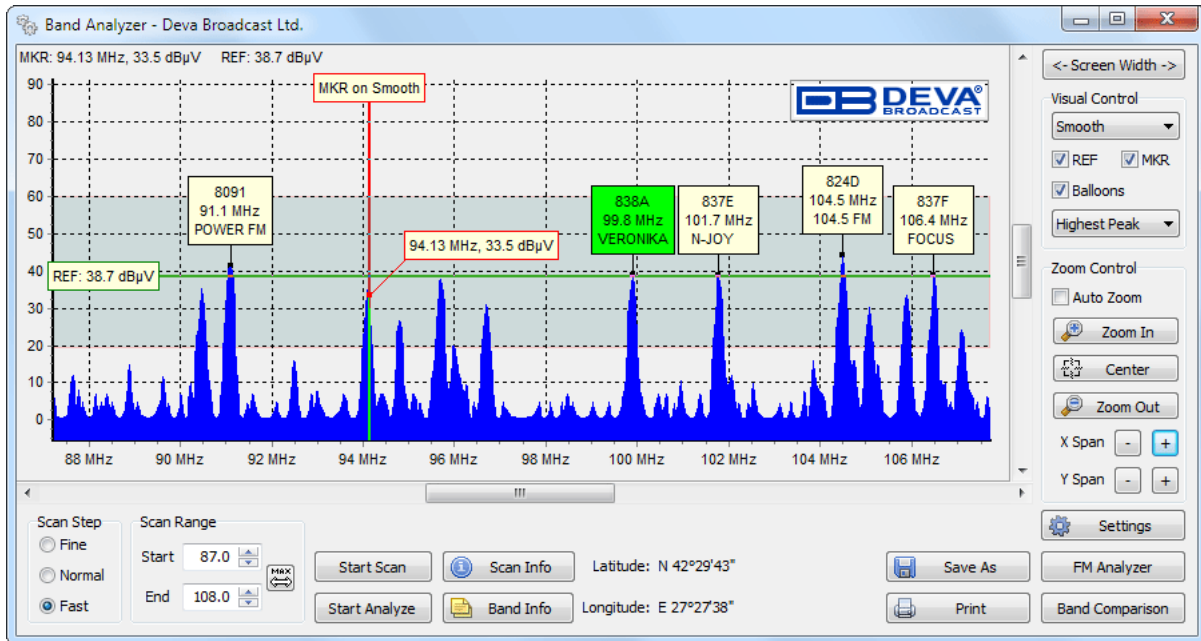 Band Analyzer - Deva Broadcast Ltd.
MKR: 94.13 MHz, 33.5 dBµV REF: 38.7 dBµV
<- Screen Width ->
90
80
70
60
50
40
30
20
10
0
MKR on Smooth
DB DEVA®
BROADCAST
8091
91.1 MHz
POWER FM
838A
99.8 MHz
VERONIKA
837E
101.7 MHz
N-JOY
824D
104.5 MHz
104.5 FM
837F
106.4 MHz
FOCUS
94.13 MHz, 33.5 dBµV
REF: 38.7 dBµV
88 MHz 90 MHz 92 MHz 94 MHz 96 MHz 98 MHz 100 MHz 102 MHz 104 MHz 106 MHz
Visual Control
Smooth
REF MKR
Balloons
Highest Peak
Zoom Control
Auto Zoom
Zoom In
Center
Zoom Out
X Span - +
Y Span - +
Settings
Scan Step
Fine
Normal
Fast
Scan Range
Start 87.0
End 108.0
MAX
Start Scan
Scan Info
Latitude: N 42°29'43"
Save As
FM Analyzer
Start Analyze
Band Info
Longitude: E 27°27'38"
Print
Band Comparison